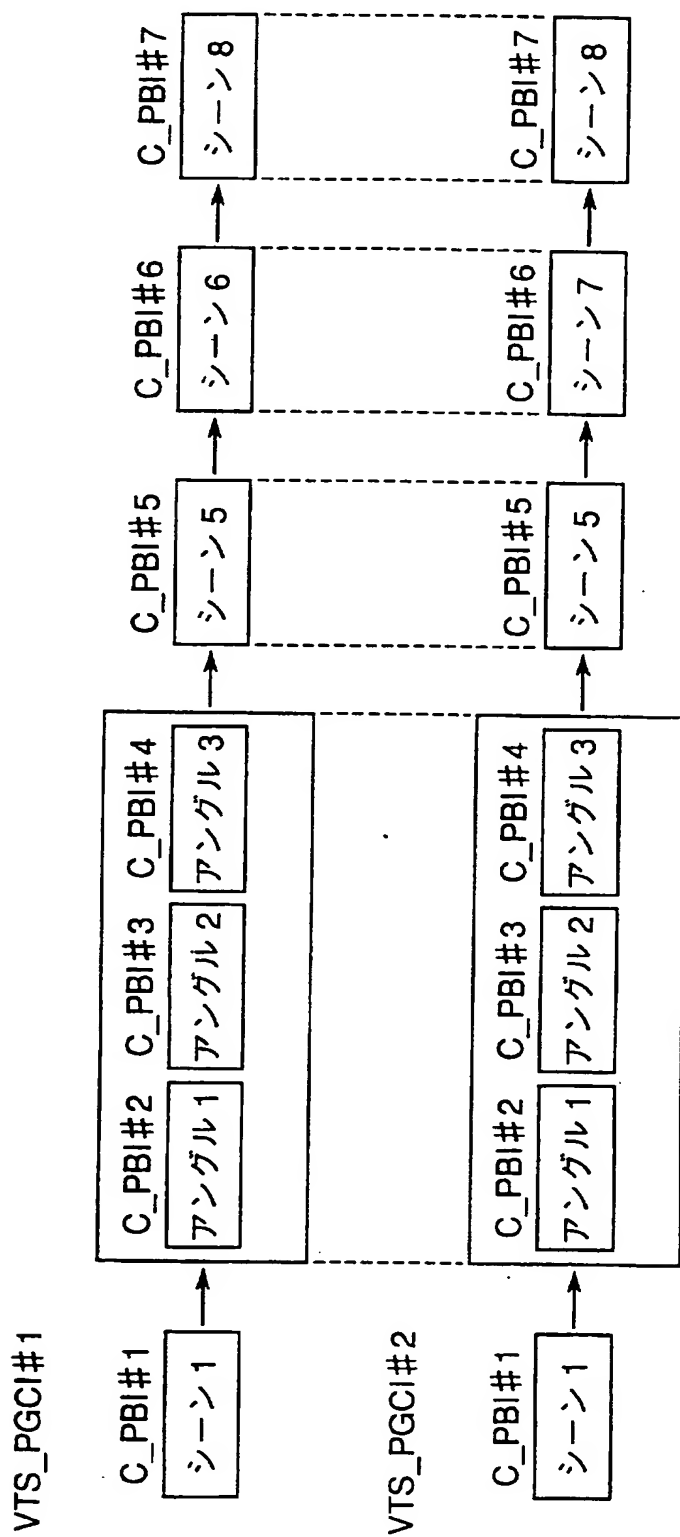 VTS_PGCI#1
C_PBI#1 C_PBI#2 C_PBI#3 C_PBI#4 C_PBI#5 C_PBI#6 C_PBI#7
シーン1 アングル1 アングル2 アングル3 シーン5 シーン6 シーン8
VTS_PGCI#2
C_PBI#1 C_PBI#2 C_PBI#3 C_PBI#4 C_PBI#5 C_PBI#6 C_PBI#7
シーン1 アングル1 アングル2 アングル3 シーン5 シーン7 シーン8